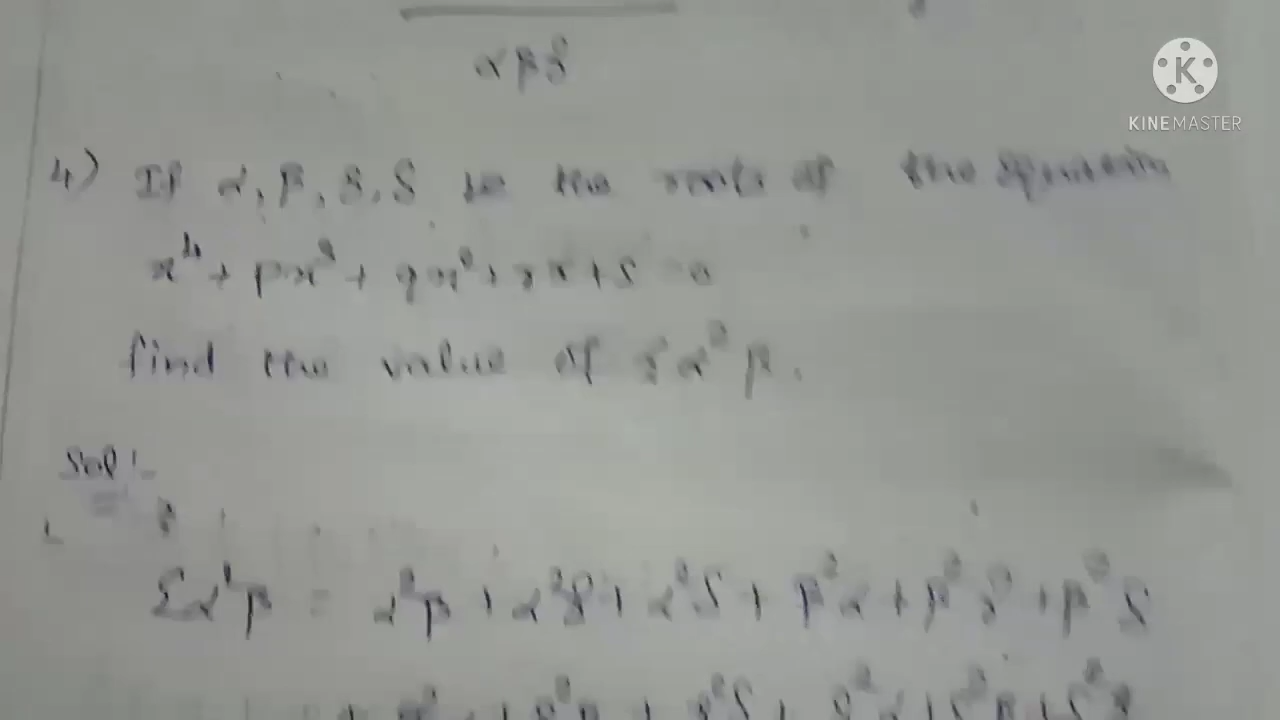 αβγ
KINEMASTER
4) If α, β, γ, δ be the roots of the equation
x⁴ + px³ + qx² + rx + s = 0
find the value of Σα²β.
Sol:-
Σα²β = α²β + α²γ + α²δ + β²α + β²γ + β²δ